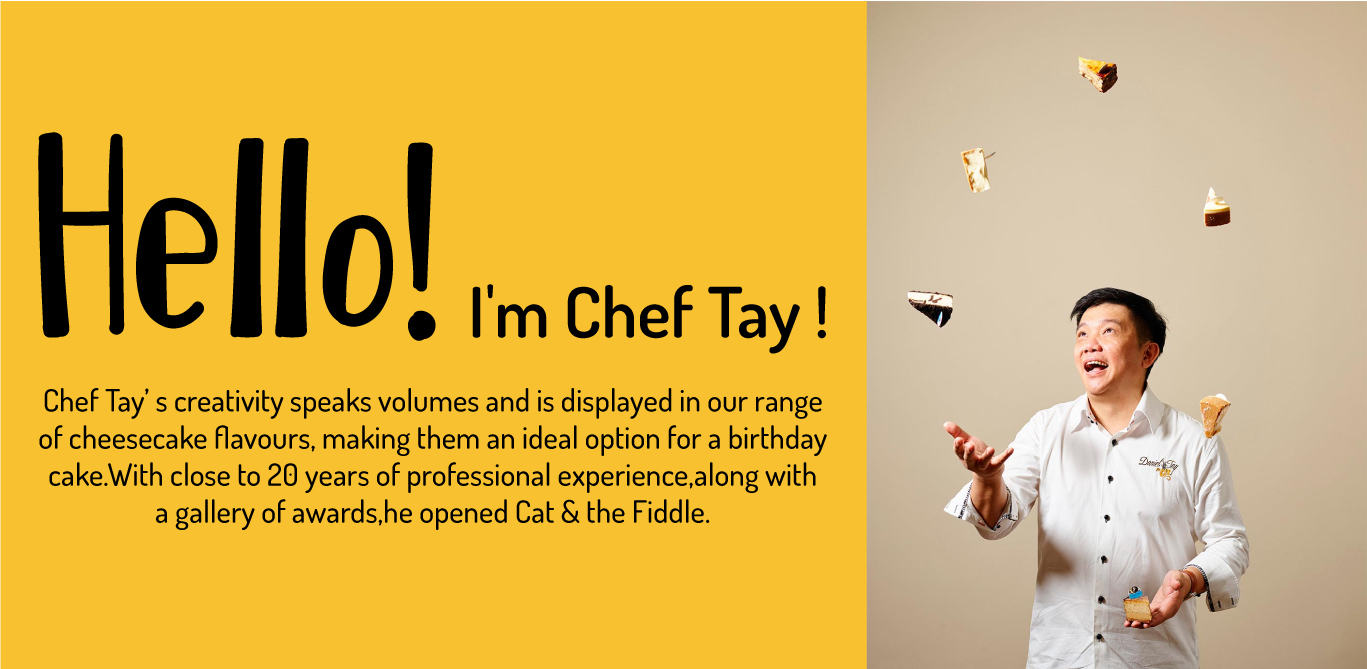 Hello! I'm Chef Tay !
Chef Tay’ s creativity speaks volumes and is displayed in our range
of cheesecake flavours, making them an ideal option for a birthday
cake.With close to 20 years of professional experience,along with
a gallery of awards,he opened Cat & the Fiddle.
Daniel Tay